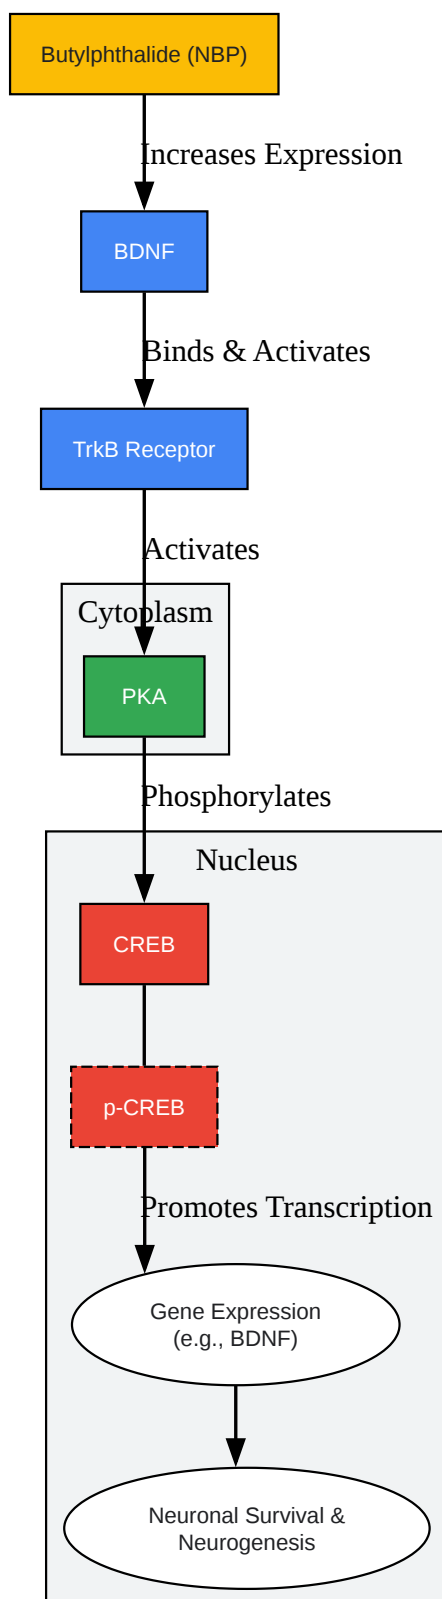 Butylphthalide (NBP)
Increases Expression
BDNF
Binds & Activates
TrkB Receptor
Activates
Cytoplasm
PKA
Phosphorylates
Nucleus
CREB
p-CREB
Promotes Transcription
Gene Expression
(e.g., BDNF)
Neuronal Survival &
Neurogenesis